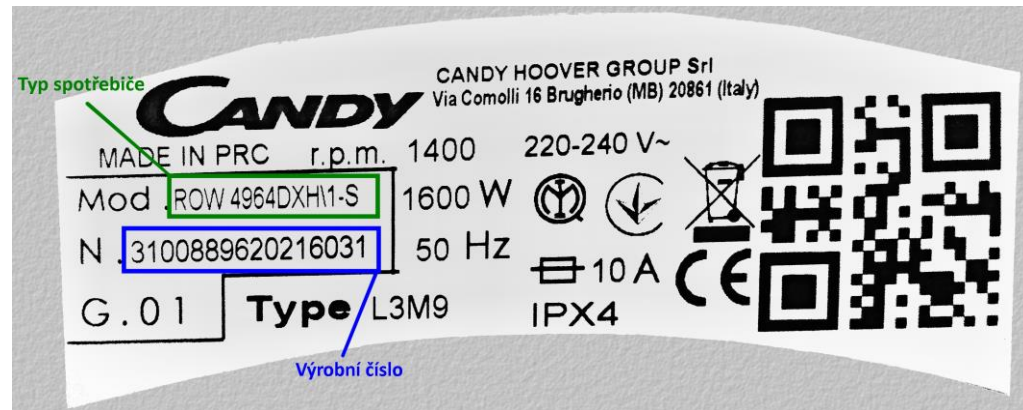 Typ spotřebiče
CANDY
CANDY HOOVER GROUP Srl
Via Comolli 16 Brugherio (MB) 20861 (Italy)
MADE IN PRC r.p.m. 1400 220-240 V~
Mod. ROW 4964DXH\1-S 1600 W
N. 3100889620216031 50 Hz
10 A
CE
G.01 Type L3M9 IPX4
Výrobní číslo